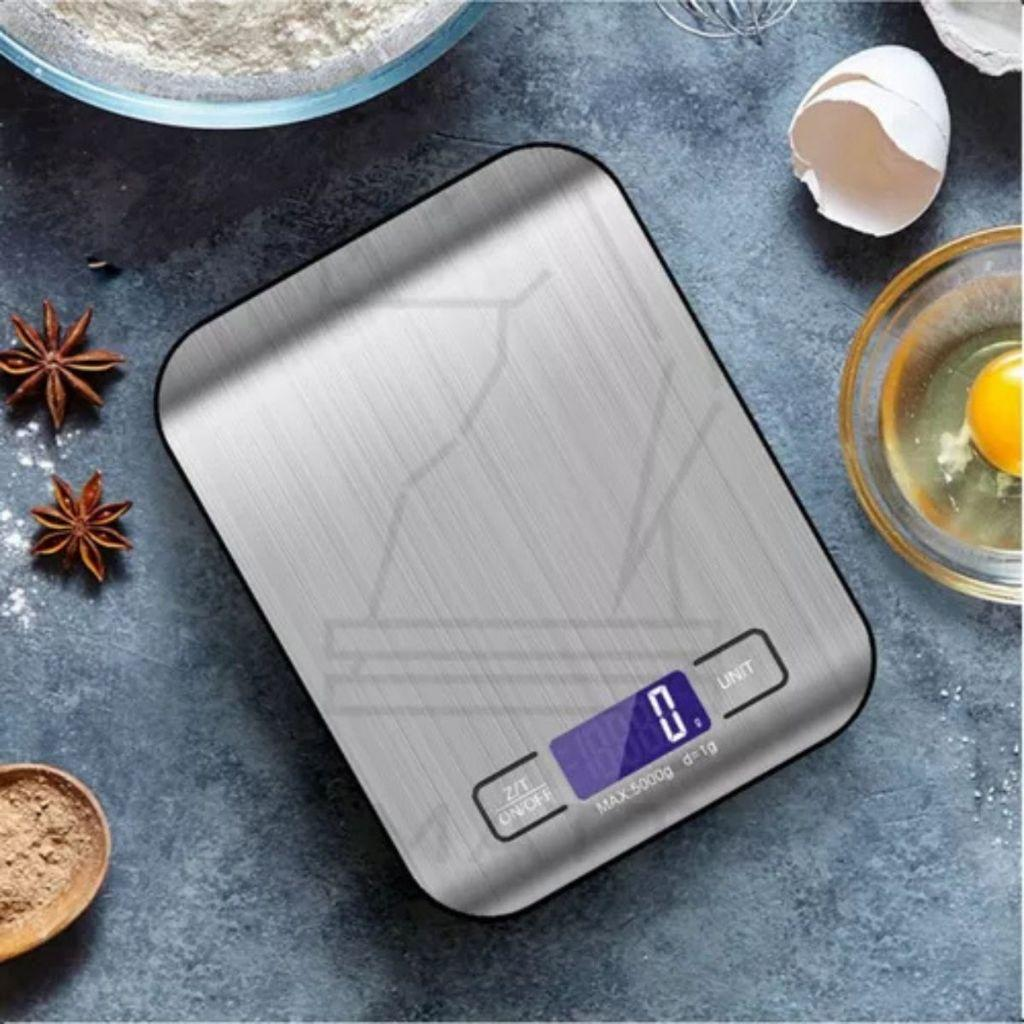 UNIT
0 g
Z/T
ON/OFF
MAX:5000g d=1g